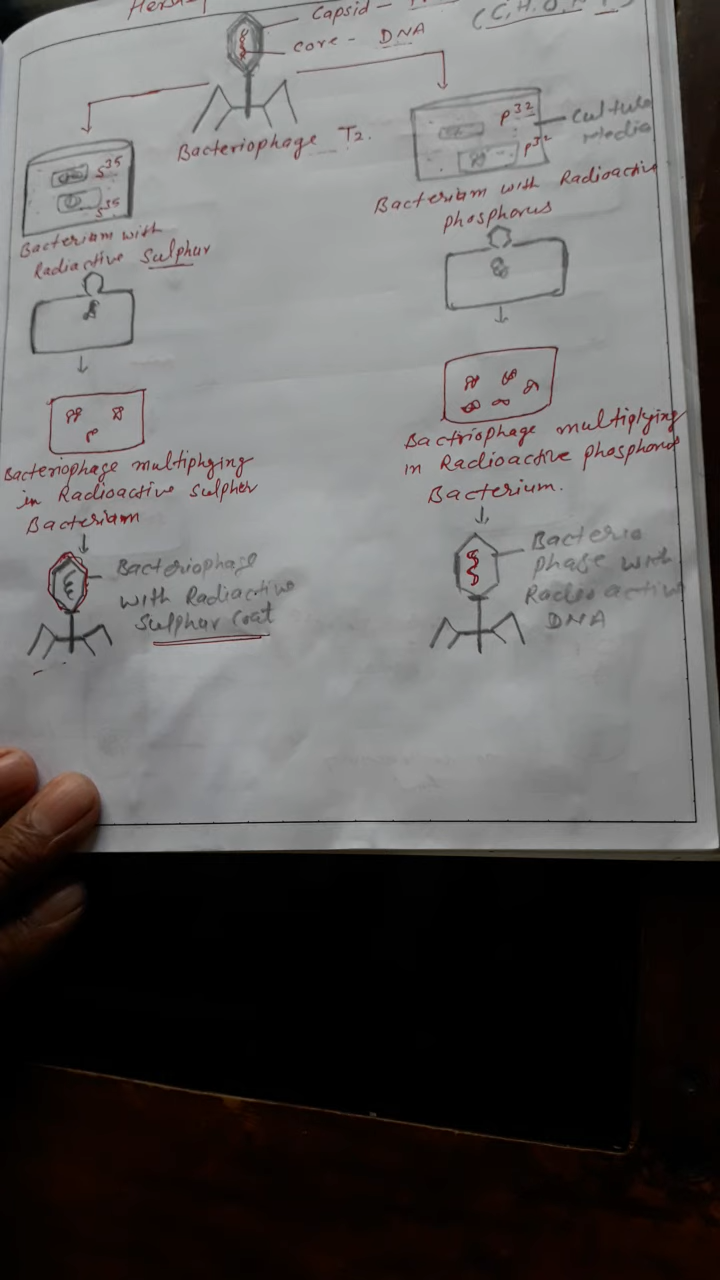 Capsid -
(C, H, O,
Core - DNA
Bacteriophage T2.
S35
S35
Bacterium with
Radiactive Sulphur
P32
P32
Culture
Media
Bacterium with Radioactive
phosphorus
Bacteriophage multiplying
in Radioactive sulpher
Bacterium
Bactriophage multiplying
in Radioactive phosphorus
Bacterium.
Bacteriophage
with Radiactive
Sulphur Coat
Bacterio
phage with
Radioactive
DNA